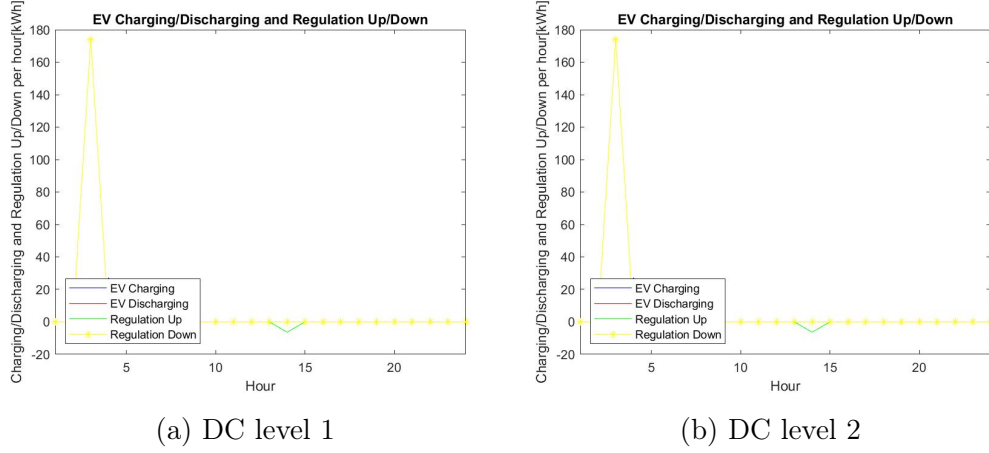 EV Charging/Discharging and Regulation Up/Down
Charging/Discharging and Regulation Up/Down per hour[kWh]
180
160
140
120
100
80
60
40
20
0
-20
EV Charging
EV Discharging
Regulation Up
Regulation Down
5
10
15
20
Hour
(a) DC level 1
EV Charging/Discharging and Regulation Up/Down
Charging/Discharging and Regulation Up/Down per hour[kWh]
180
160
140
120
100
80
60
40
20
0
-20
EV Charging
EV Discharging
Regulation Up
Regulation Down
5
10
15
20
Hour
(b) DC level 2